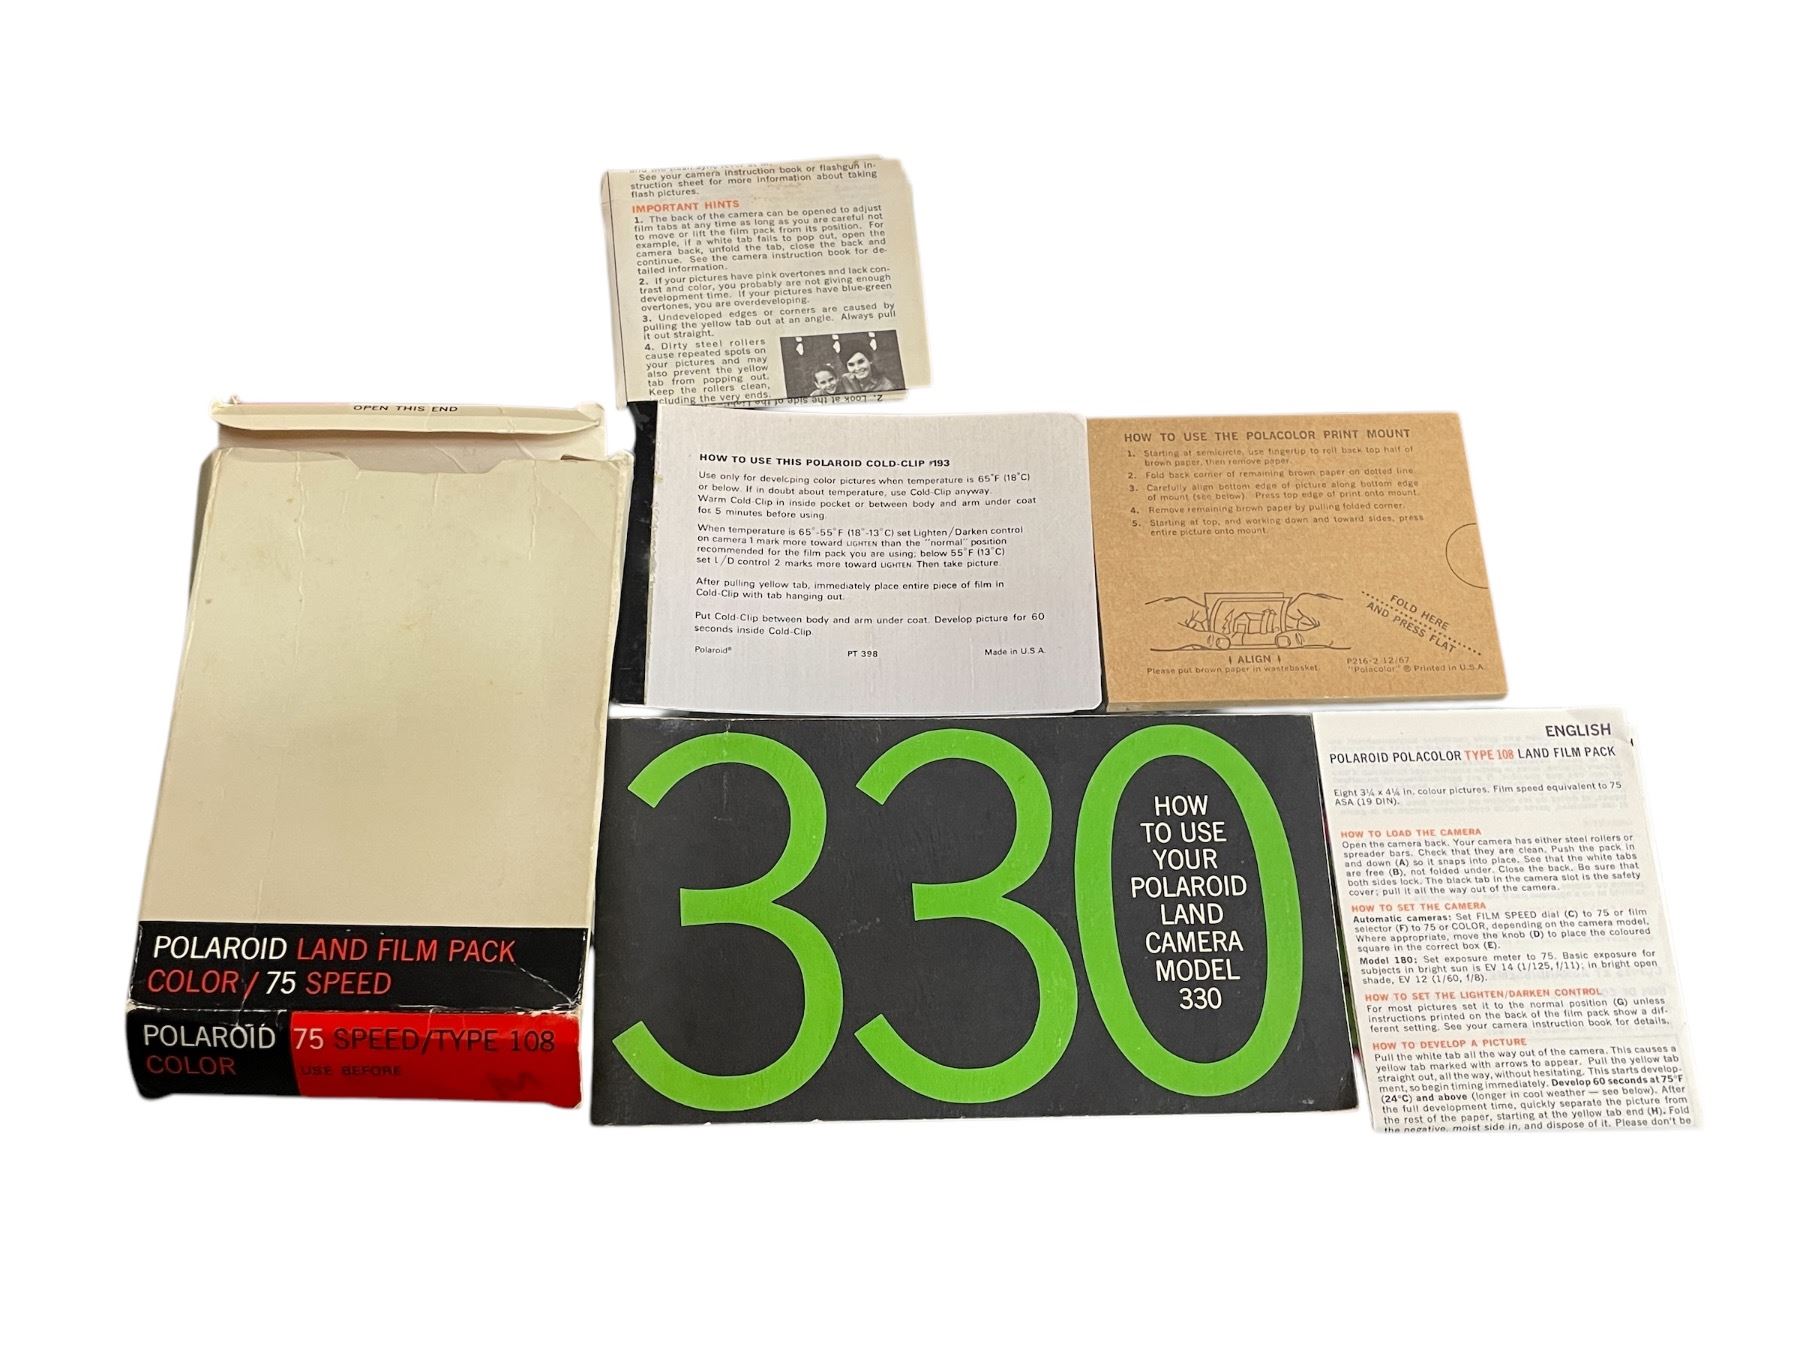 See your camera instruction book or flashgun in-
struction sheet for more information about taking
flash pictures.
IMPORTANT HINTS
1. The back of the camera can be opened to adjust
film tabs at any time as long as you are careful not
to move or lift the film pack from its position. For
example, if a white tab fails to pop out, open the
camera back, unfold the tab, close the back and
continue. See the camera instruction book for de-
tailed information.
2. If your pictures have pink overtones and lack con-
trast and color, you probably are not giving enough
development time. If your pictures have blue-green
overtones, you are overdeveloping.
3. Undeveloped edges or corners are caused by
pulling the yellow tab out at an angle. Always pull
it out straight.
4. Dirty steel rollers
cause repeated spots on
your pictures and may
also prevent the yellow
tab from popping out.
Keep the rollers clean,
cluding the very ends.
2. Look at the side of the
OPEN THIS END
POLAROID LAND FILM PACK
COLOR / 75 SPEED
POLAROID 75 SPEED/TYPE 108
COLOR USE BEFORE
HOW TO USE THIS POLAROID COLD-CLIP #193
Use only for developing color pictures when temperature is 65°F (18°C)
or below. If in doubt about temperature, use Cold-Clip anyway.
Warm Cold-Clip in inside pocket or between body and arm under coat
for 5 minutes before using.
When temperature is 65°-55°F (18°-13°C) set Lighten/Darken control
on camera 1 mark more toward LIGHTEN than the "normal" position
recommended for the film pack you are using; below 55°F (13°C)
set L/D control 2 marks more toward LIGHTEN. Then take picture.
After pulling yellow tab, immediately place entire piece of film in
Cold-Clip with tab hanging out.
Put Cold-Clip between body and arm under coat. Develop picture for 60
seconds inside Cold-Clip.
Polaroid® PT 398 Made in U.S.A.
HOW TO USE THE POLACOLOR PRINT MOUNT
1. Starting at semicircle, use fingertip to roll back top half of
brown paper, then remove paper.
2. Fold back corner of remaining brown paper on dotted line.
3. Carefully align bottom edge of picture along bottom edge
of mount (see below). Press top edge of print onto mount.
4. Remove remaining brown paper by pulling folded corner.
5. Starting at top, and working down and toward sides, press
entire picture onto mount.
FOLD HERE
AND PRESS FLAT
ALIGN
Please put brown paper in wastebasket.
P216-2 12/67
"Polacolor" ® Printed in U.S.A.
330
HOW
TO USE
YOUR
POLAROID
LAND
CAMERA
MODEL
330
ENGLISH
POLAROID POLACOLOR TYPE 108 LAND FILM PACK
Eight 3¼ x 4¼ in. colour pictures. Film speed equivalent to 75
ASA (19 DIN).
HOW TO LOAD THE CAMERA
Open the camera back. Your camera has either steel rollers or
spreader bars. Check that they are clean. Push the pack in
and down (A) so it snaps into place. See that the white tabs
are free (B), not folded under. Close the back. Be sure that
both sides lock. The black tab in the camera slot is the safety
cover; pull it all the way out of the camera.
HOW TO SET THE CAMERA
Automatic cameras: Set FILM SPEED dial (C) to 75 or film
selector (F) to 75 or COLOR, depending on the camera model.
Where appropriate, move the knob (D) to place the coloured
square in the correct box (E).
Model 180: Set exposure meter to 75. Basic exposure for
subjects in bright sun is EV 14 (1/125, f/11); in bright open
shade, EV 12 (1/60, f/8).
HOW TO SET THE LIGHTEN/DARKEN CONTROL
For most pictures set it to the normal position (G) unless
instructions printed on the back of the film pack show a dif-
ferent setting. See your camera instruction book for details.
HOW TO DEVELOP A PICTURE
Pull the white tab all the way out of the camera. This causes a
yellow tab marked with arrows to appear. Pull the yellow tab
straight out, all the way, without hesitating. This starts develop-
ment, so begin timing immediately. Develop 60 seconds at 75°F
(24°C) and above (longer in cool weather — see below). After
the full development time, quickly separate the picture from
the rest of the paper, starting at the yellow tab end (H). Fold
the negative, moist side in, and dispose of it. Please don't be